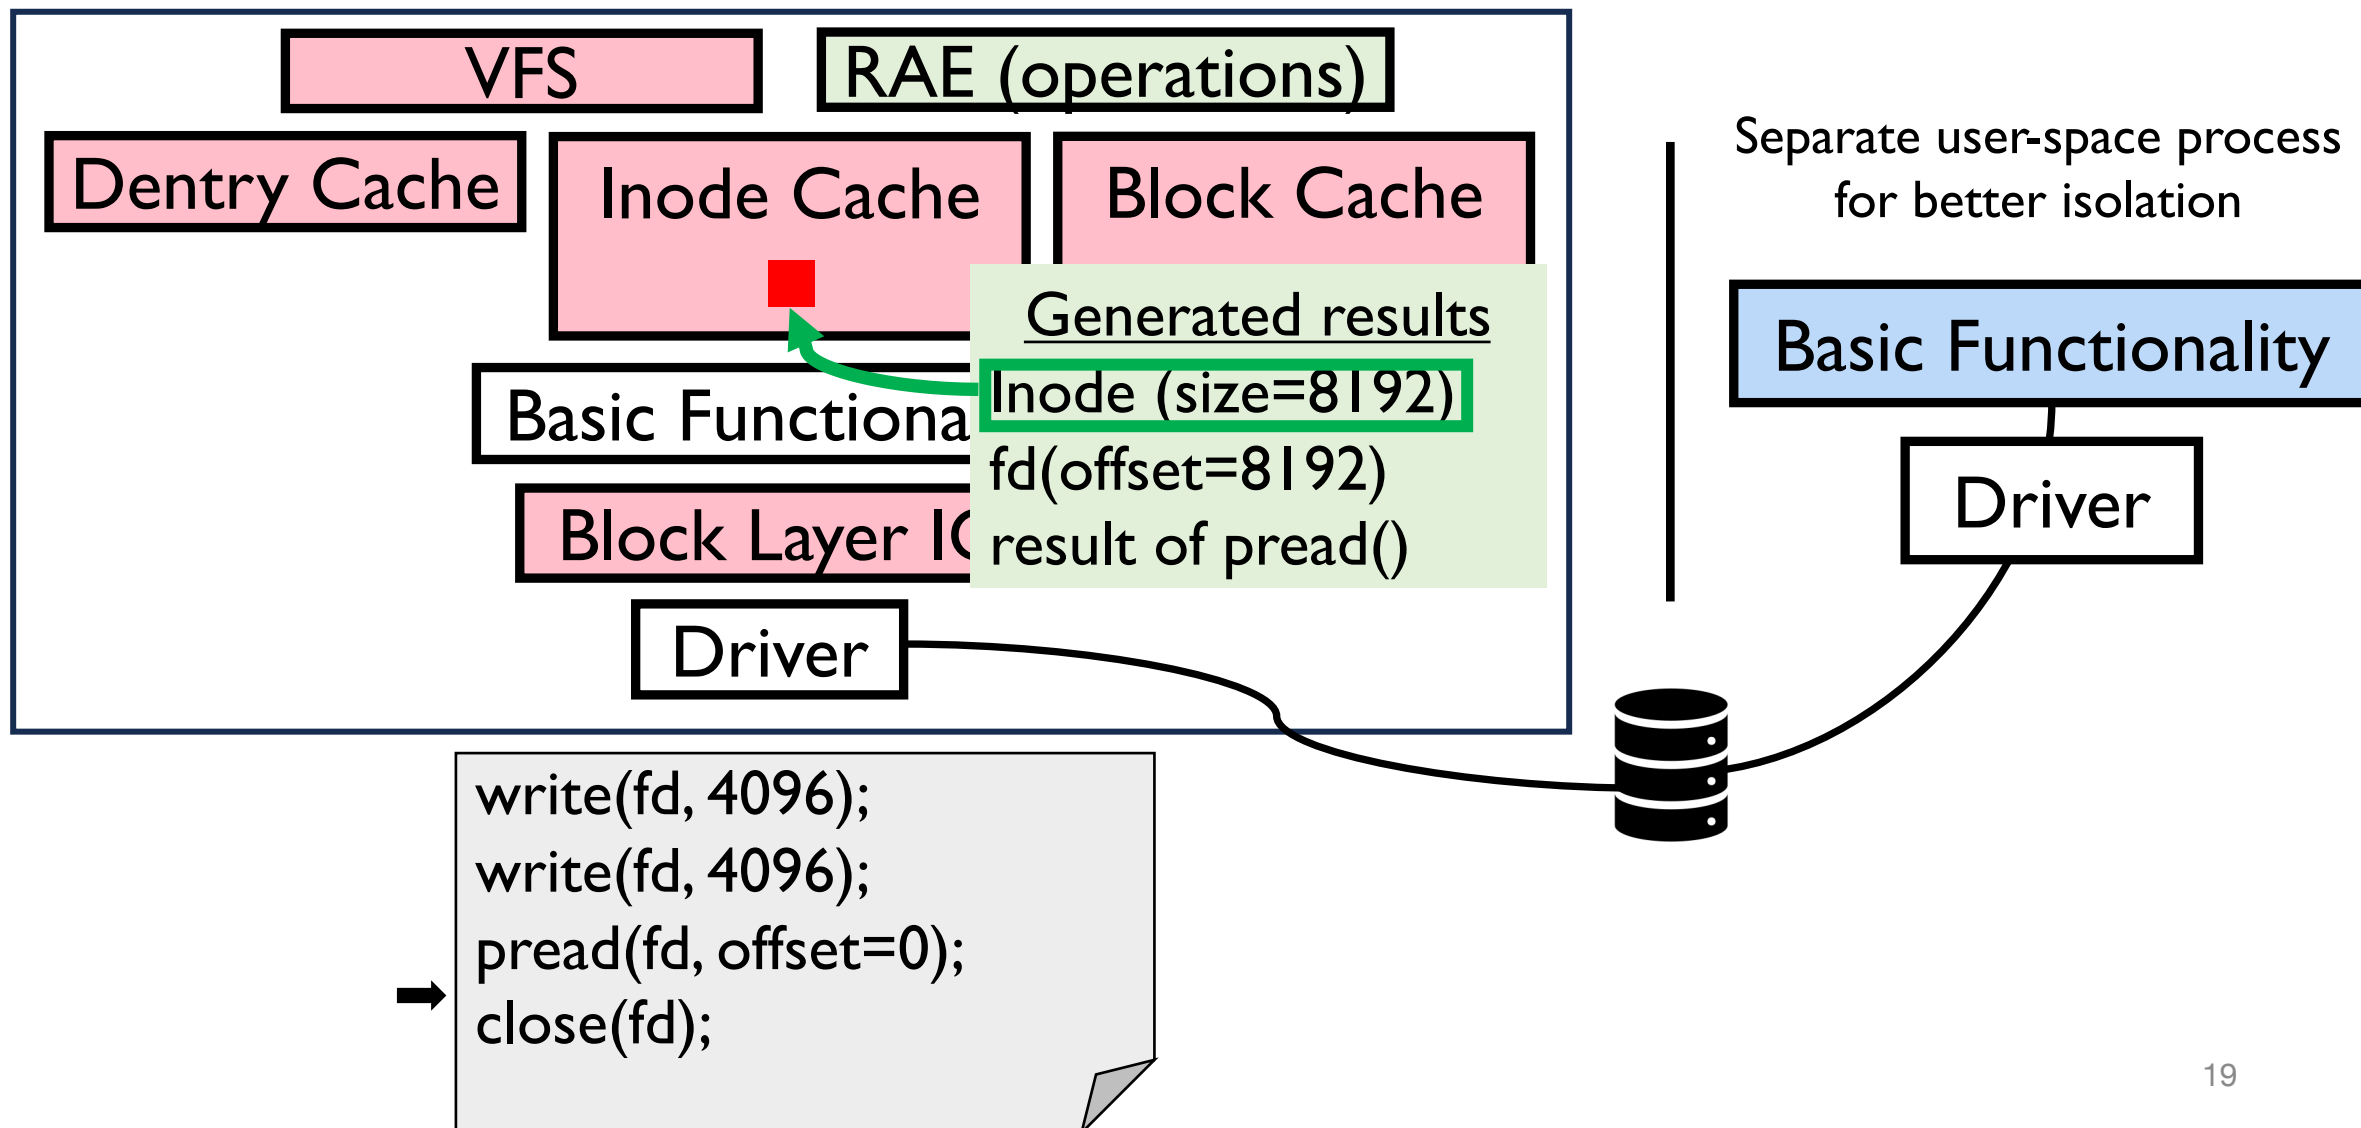 VFS
RAE (operations)
Dentry Cache
Inode Cache
Block Cache
Separate user-space process
for better isolation
Generated results
Inode (size=8192)
fd(offset=8192)
result of pread()
Basic Functiona
Block Layer IO
Driver
Basic Functionality
Driver
write(fd, 4096);
write(fd, 4096);
pread(fd, offset=0);
close(fd);
19